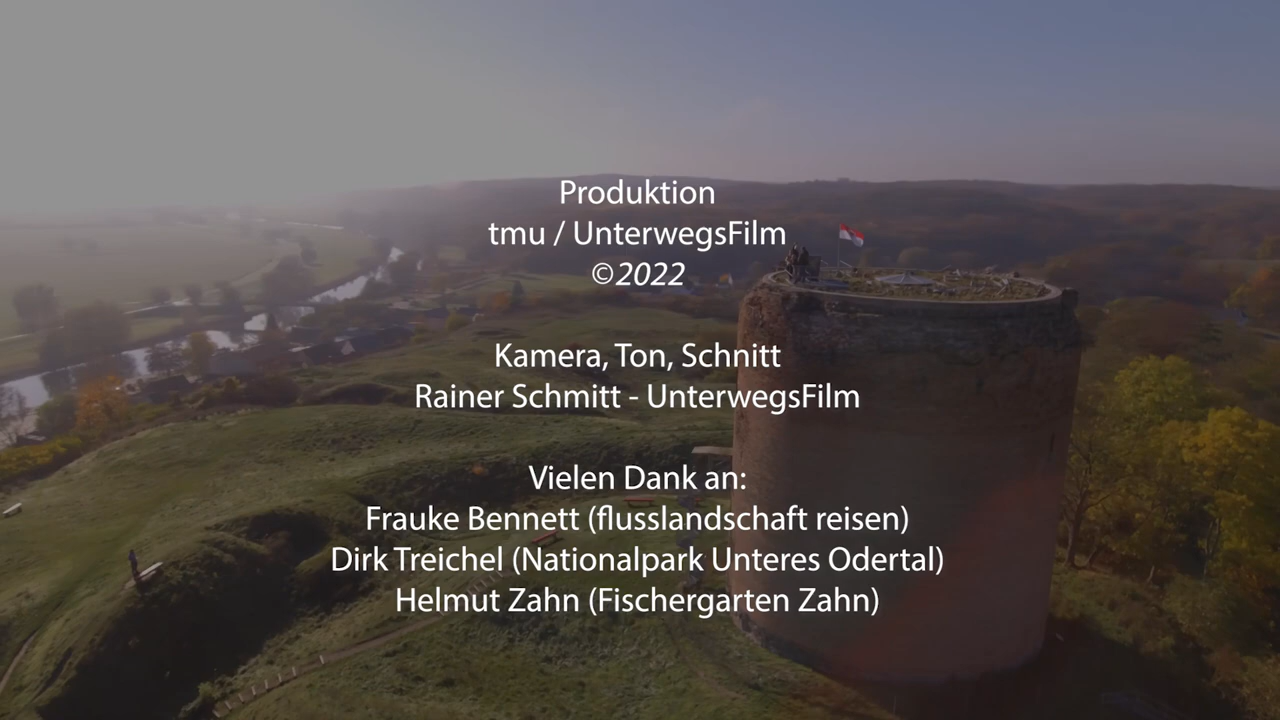 Produktion
tmu / UnterwegsFilm
©2022
Kamera, Ton, Schnitt
Rainer Schmitt - UnterwegsFilm
Vielen Dank an:
Frauke Bennett (flusslandschaft reisen)
Dirk Treichel (Nationalpark Unteres Odertal)
Helmut Zahn (Fischergarten Zahn)